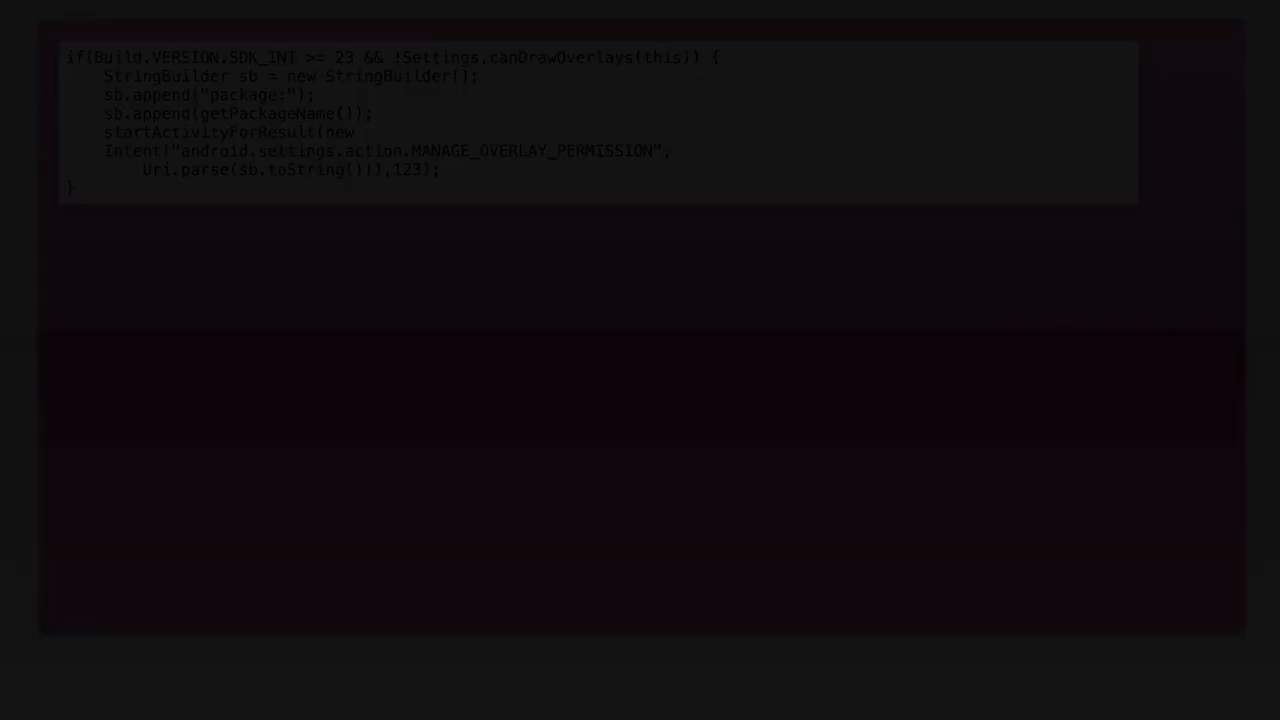 if(Build.VERSION.SDK_INT >= 23 && !Settings.canDrawOverlays(this)) {
    StringBuilder sb = new StringBuilder();
    sb.append("package:");
    sb.append(getPackageName());
    startActivityForResult(new
    Intent("android.settings.action.MANAGE_OVERLAY_PERMISSION",
        Uri.parse(sb.toString())),123);
}